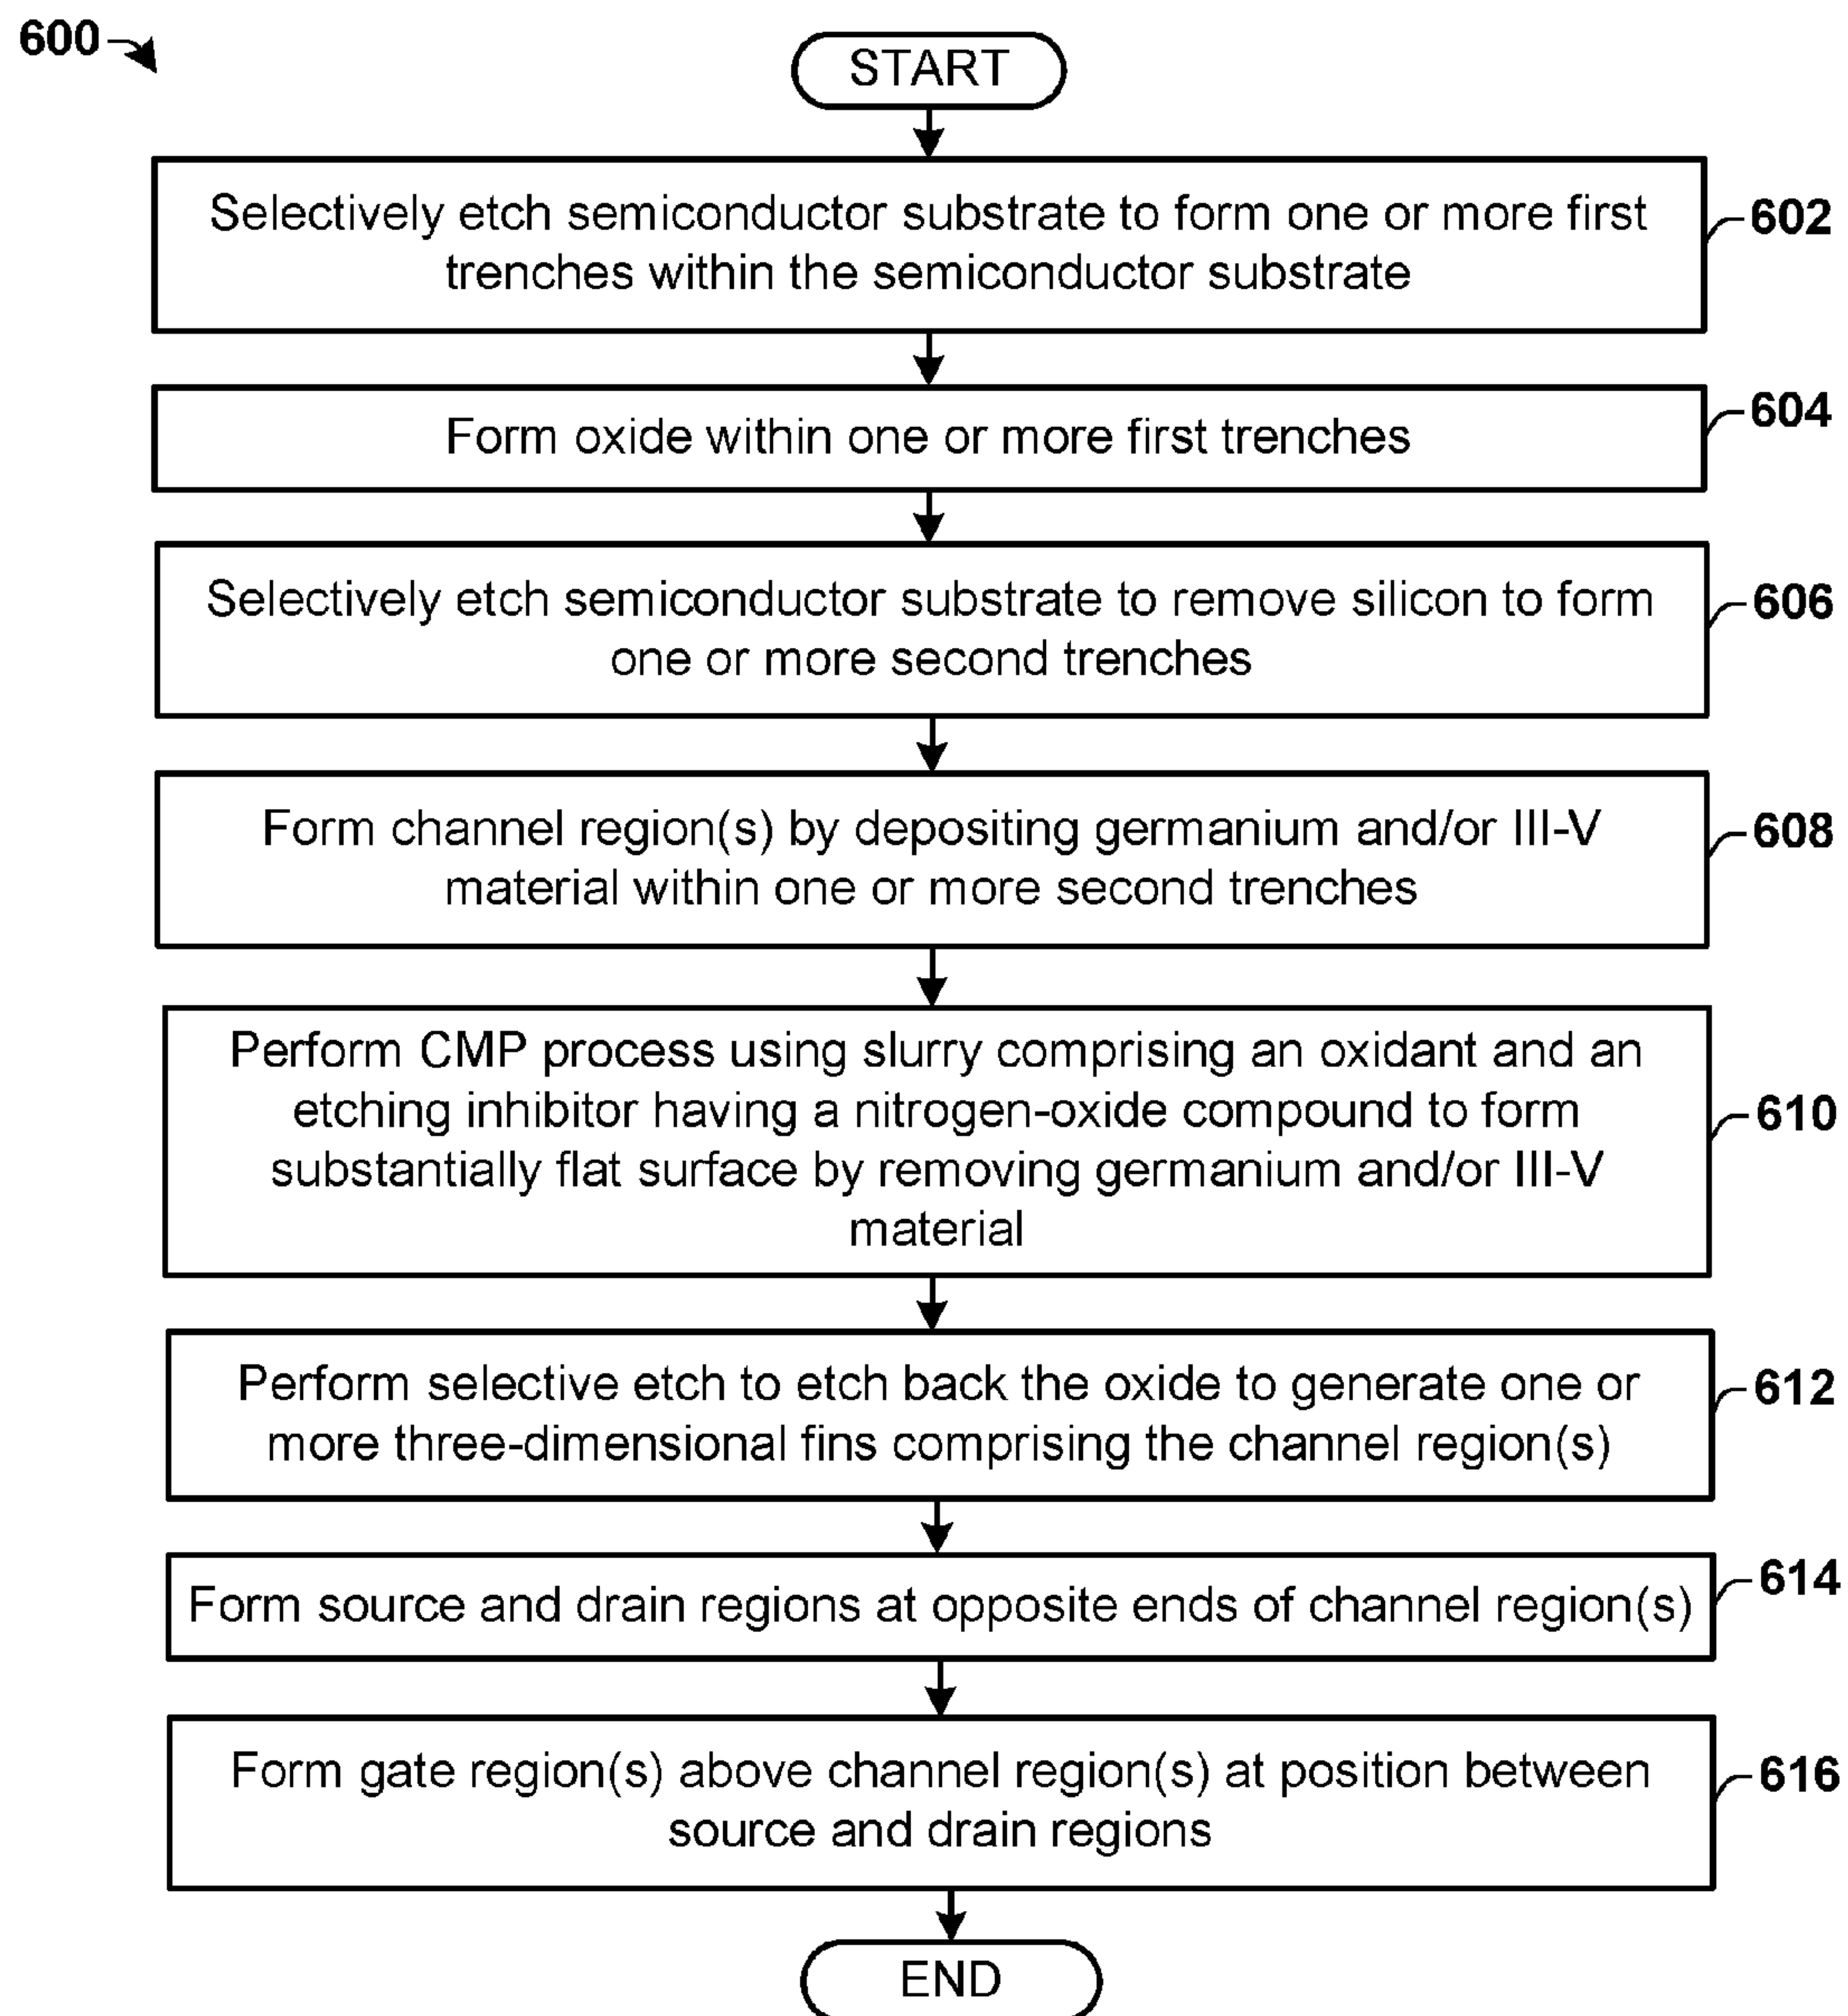 600
START
Selectively etch semiconductor substrate to form one or more first
trenches within the semiconductor substrate
602
Form oxide within one or more first trenches
604
Selectively etch semiconductor substrate to remove silicon to form
one or more second trenches
606
Form channel region(s) by depositing germanium and/or III-V
material within one or more second trenches
608
Perform CMP process using slurry comprising an oxidant and an
etching inhibitor having a nitrogen-oxide compound to form
substantially flat surface by removing germanium and/or III-V
material
610
Perform selective etch to etch back the oxide to generate one or
more three-dimensional fins comprising the channel region(s)
612
Form source and drain regions at opposite ends of channel region(s)
614
Form gate region(s) above channel region(s) at position between
source and drain regions
616
END